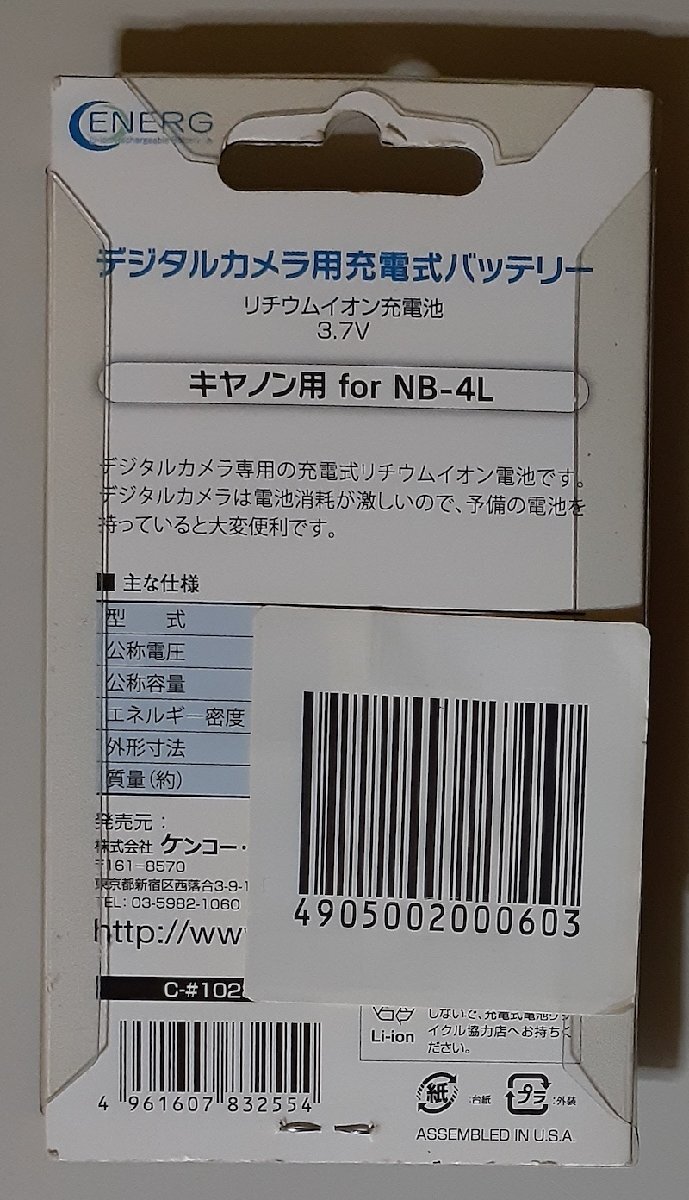 ENERG
デジタルカメラ用充電式バッテリー
リチウムイオン充電池
3.7V
キヤノン用 for NB-4L
デジタルカメラ専用の充電式リチウムイオン電池です。
デジタルカメラは電池消耗が激しいので、予備の電池を
持っていると大変便利です。
■ 主な仕様
型 式
公称電圧
公称容量
エネルギー密度
外形寸法
質量(約)
発売元:
株式会社 ケンコー・
〒161-8570
東京都新宿区西落合3-9-1
TEL: 03-5982-1060
http://ww
C-#102
4905002000603
Li-ion
しないで、充電式電池リサ
イクル協力店へお持ちく
ださい。
4 961607 832554
紙 :台紙 プラ :外装
ASSEMBLED IN U.S.A